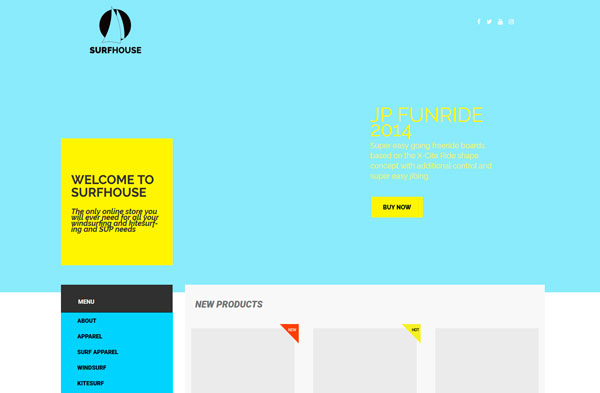 SURFHOUSE
JP FUNRIDE
2014
Super easy going freeride boards
based on the X-Cite Ride shape
concept with additional control and
super easy jibing.
BUY NOW
WELCOME TO
SURFHOUSE
The only online store you
will ever need for all your
windsurfing and kitesurf-
ing and SUP needs
MENU
ABOUT
APPAREL
SURF APPAREL
WINDSURF
KITESURF
NEW PRODUCTS
NEW
HOT